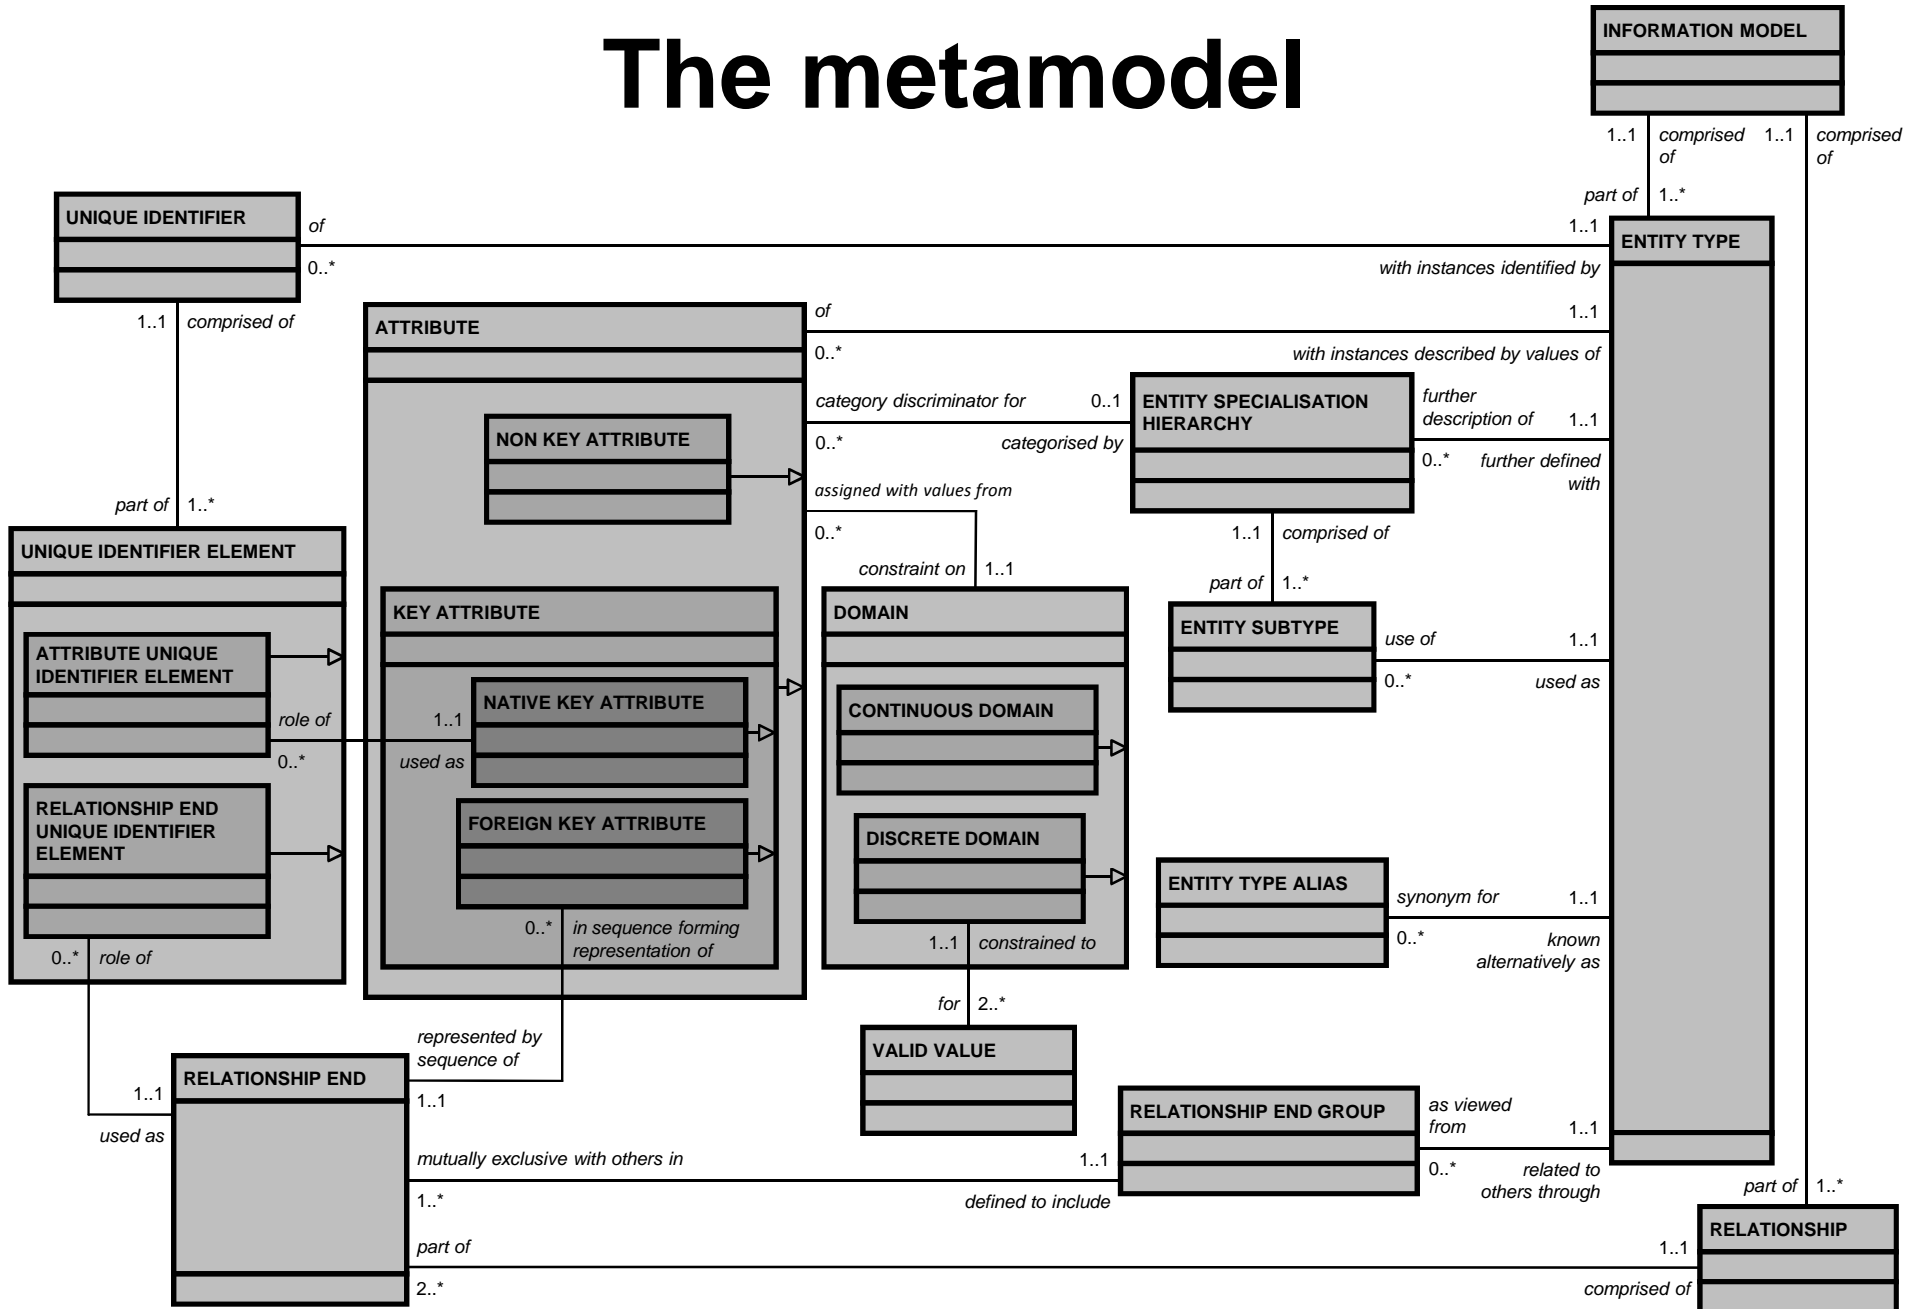 The metamodel
INFORMATION MODEL
1..1
comprised
of
1..1
comprised
of
part of
1..*
UNIQUE IDENTIFIER
of
0..*
1..1
with instances identified by
ENTITY TYPE
1..1
comprised of
part of
1..*
ATTRIBUTE
of
0..*
1..1
with instances described by values of
category discriminator for
0..*
0..1
categorised by
ENTITY SPECIALISATION
HIERARCHY
further
description of
1..1
0..*
further defined
with
NON KEY ATTRIBUTE
assigned with values from
0..*
constraint on
1..1
1..1
comprised of
part of
1..*
UNIQUE IDENTIFIER ELEMENT
ATTRIBUTE UNIQUE
IDENTIFIER ELEMENT
role of
0..*
1..1
used as
KEY ATTRIBUTE
NATIVE KEY ATTRIBUTE
DOMAIN
CONTINUOUS DOMAIN
ENTITY SUBTYPE
use of
1..1
0..*
used as
RELATIONSHIP END
UNIQUE IDENTIFIER
ELEMENT
FOREIGN KEY ATTRIBUTE
DISCRETE DOMAIN
ENTITY TYPE ALIAS
synonym for
1..1
0..*
known
alternatively as
0..*
role of
0..*
in sequence forming
representation of
1..1
constrained to
for
2..*
VALID VALUE
represented by
sequence of
1..1
RELATIONSHIP END
1..1
used as
RELATIONSHIP END GROUP
as viewed
from
1..1
0..*
related to
others through
mutually exclusive with others in
1..*
1..1
defined to include
part of
1..*
RELATIONSHIP
part of
2..*
1..1
comprised of